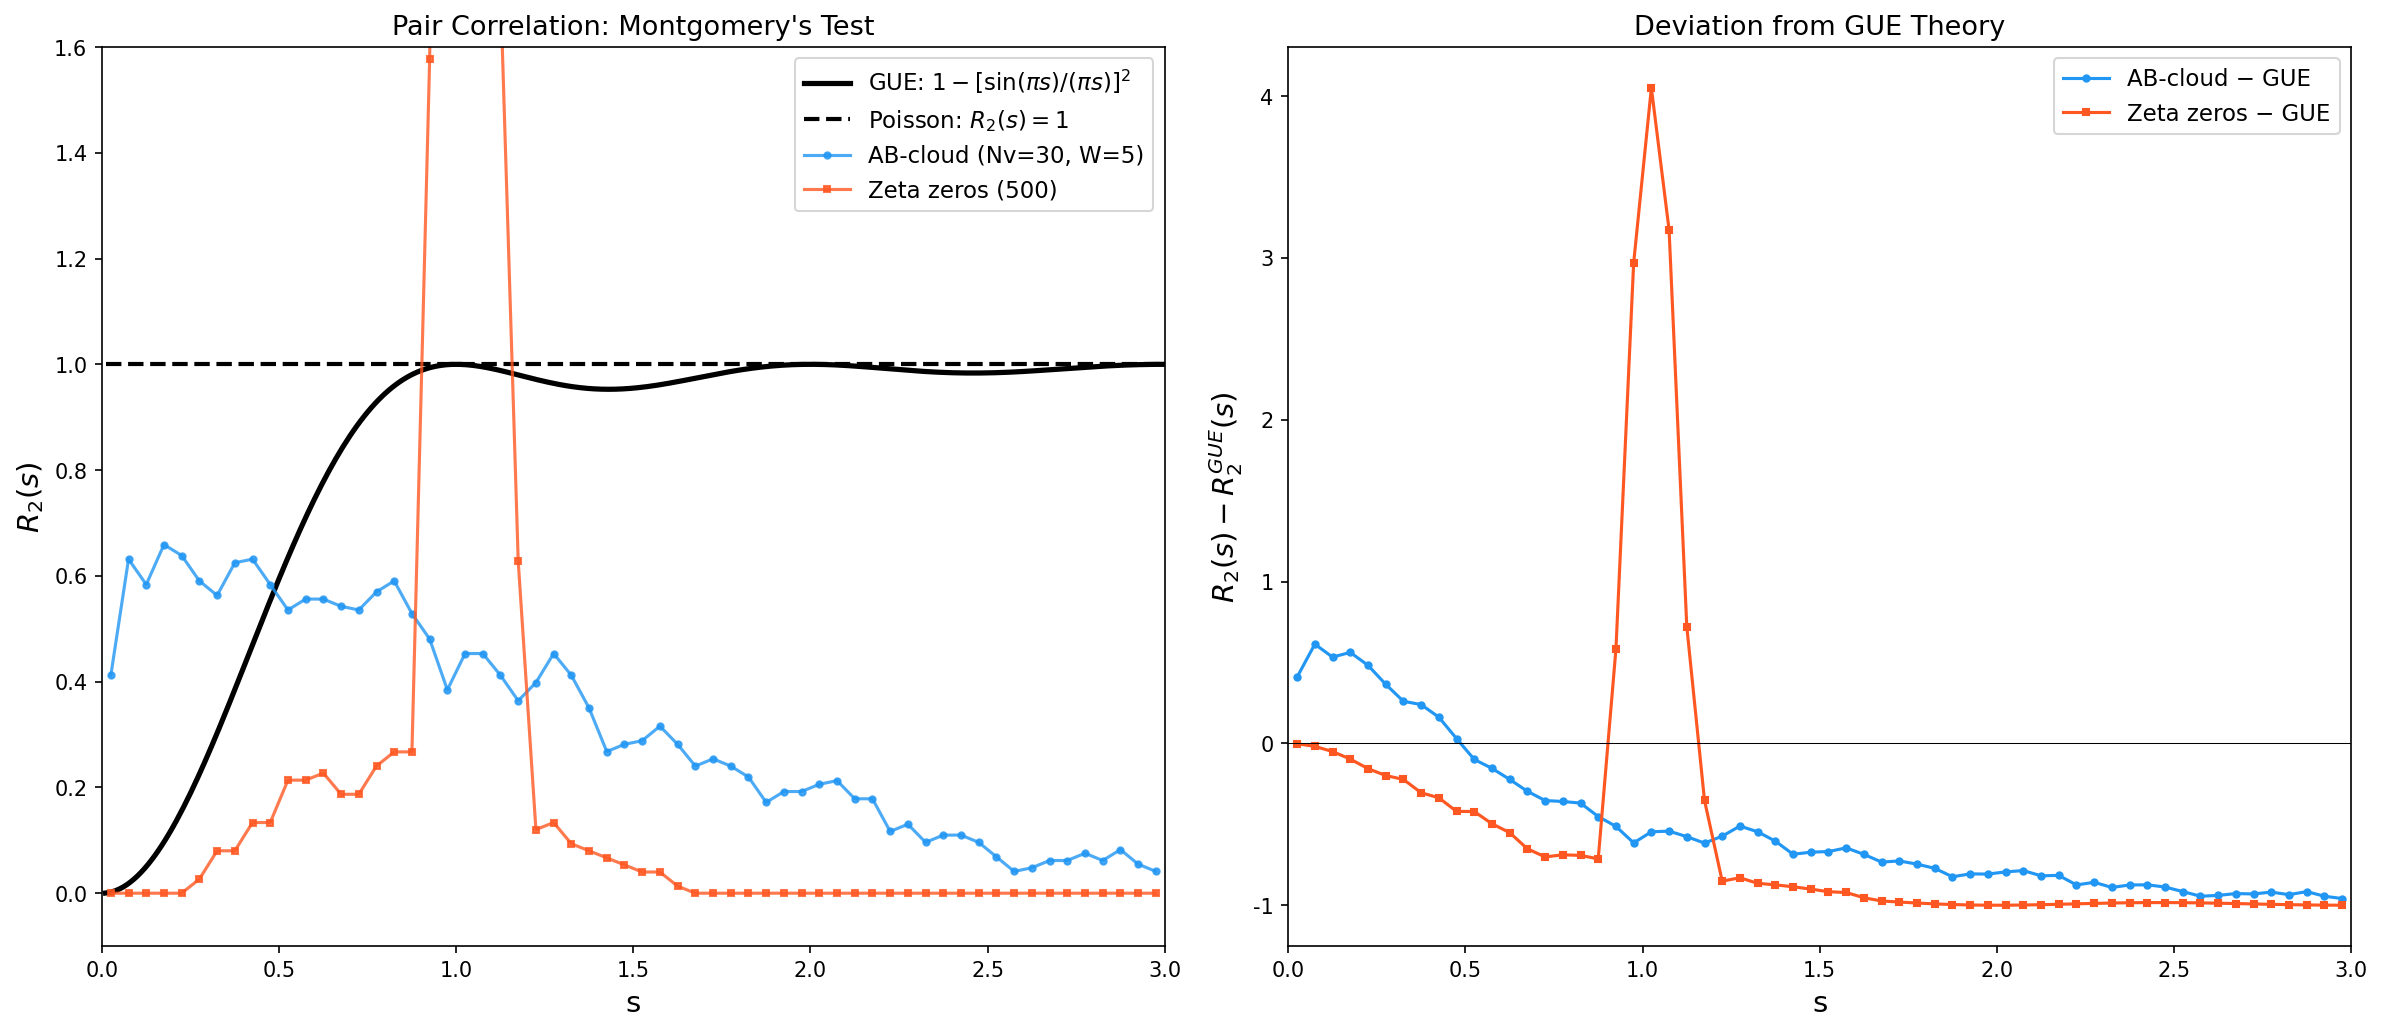 Pair Correlation: Montgomery's Test
R₂(s)
1.6
1.4
1.2
1.0
0.8
0.6
0.4
0.2
0.0
GUE: 1 − [sin(πs)/(πs)]²
Poisson: R₂(s) = 1
AB-cloud (Nv=30, W=5)
Zeta zeros (500)
0.0 0.5 1.0 1.5 2.0 2.5 3.0
s
Deviation from GUE Theory
R₂(s) − R₂^{GUE}(s)
4
3
2
1
0
-1
AB-cloud − GUE
Zeta zeros − GUE
0.0 0.5 1.0 1.5 2.0 2.5 3.0
s